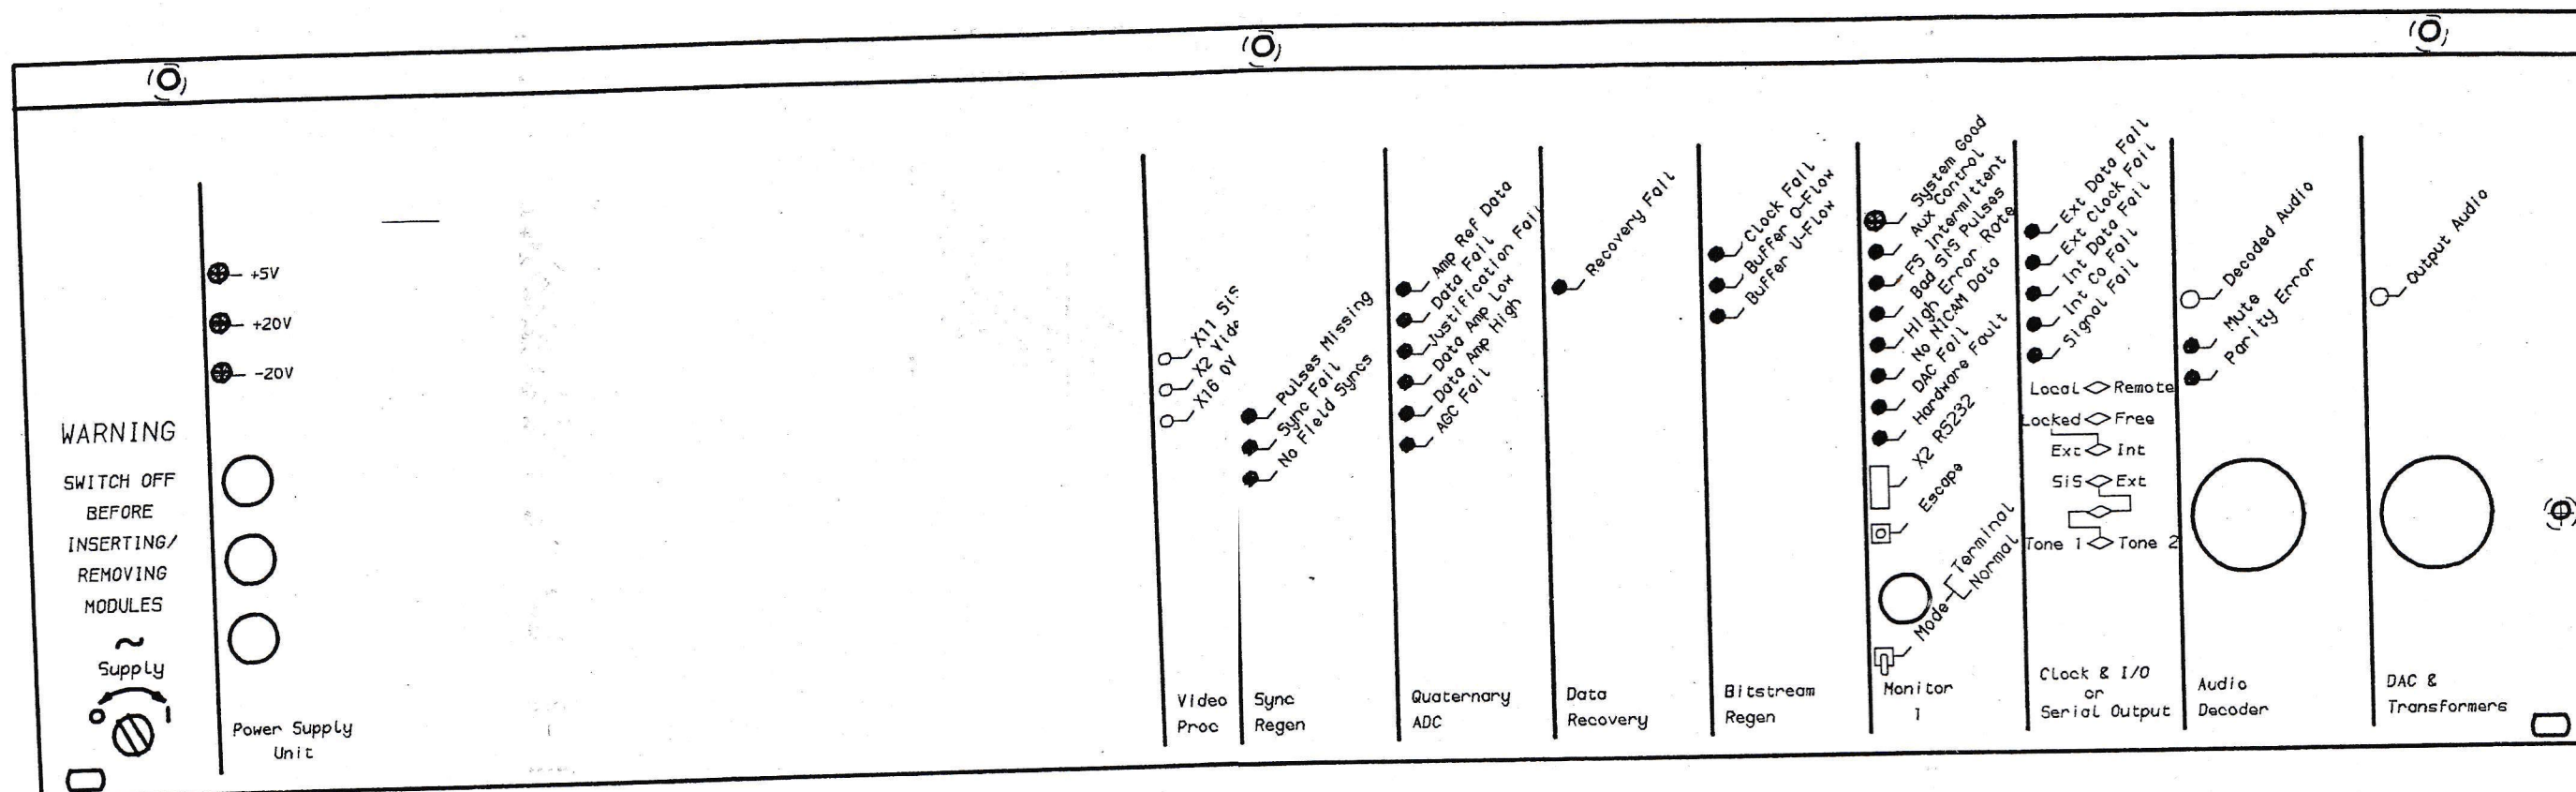 WARNING
SWITCH OFF
BEFORE
INSERTING/
REMOVING
MODULES
~
Supply
O I
+5V
+20V
-20V
Power Supply
Unit
X11 SiS
X2 Vide
X16 0V
Video
Proc
Pulses Missing
Sync Fail
No Field Syncs
Sync
Regen
Amp Ref Data
Data Fail
Justification Fail
Data Amp Low
Data Amp High
AGC Fail
Quaternary
ADC
Recovery Fail
Data
Recovery
Clock Fail
Buffer O-Flow
Buffer U-Flow
Bitstream
Regen
System Good
Aux Control
FS Intermittent
Bad SiS Pulses
High Error Rate
No NICAM Data
DAC Fail
Hardware Fault
X2 RS232
Escape
Mode
Terminal
Normal
Monitor
1
Ext Data Fail
Ext Clock Fail
Int Data Fail
Int Co Fail
Signal Fail
Local Remote
Locked Free
Ext Int
SiS Ext
Tone 1 Tone 2
Clock & I/O
or
Serial Output
Decoded Audio
Mute
Parity Error
Audio
Decoder
Output Audio
DAC &
Transformers